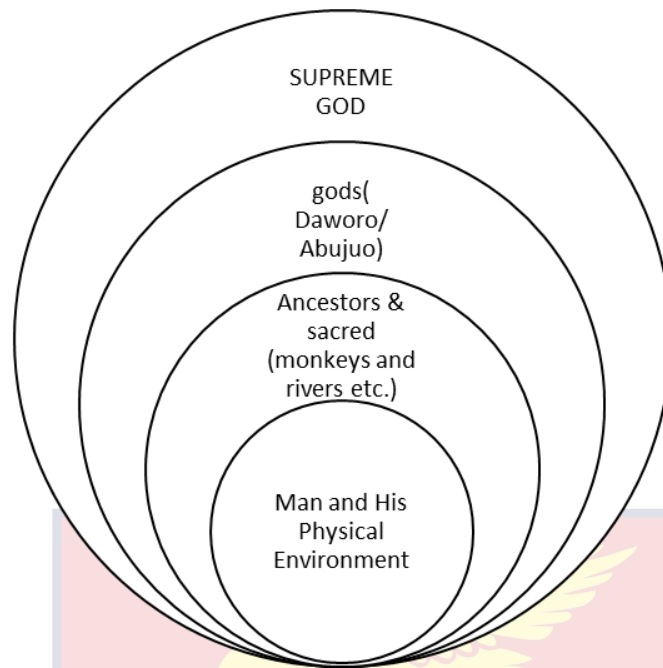 SUPREME
GOD
gods(
Daworo/
Abujuo)
Ancestors &
sacred
(monkeys and
rivers etc.)
Man and His
Physical
Environment